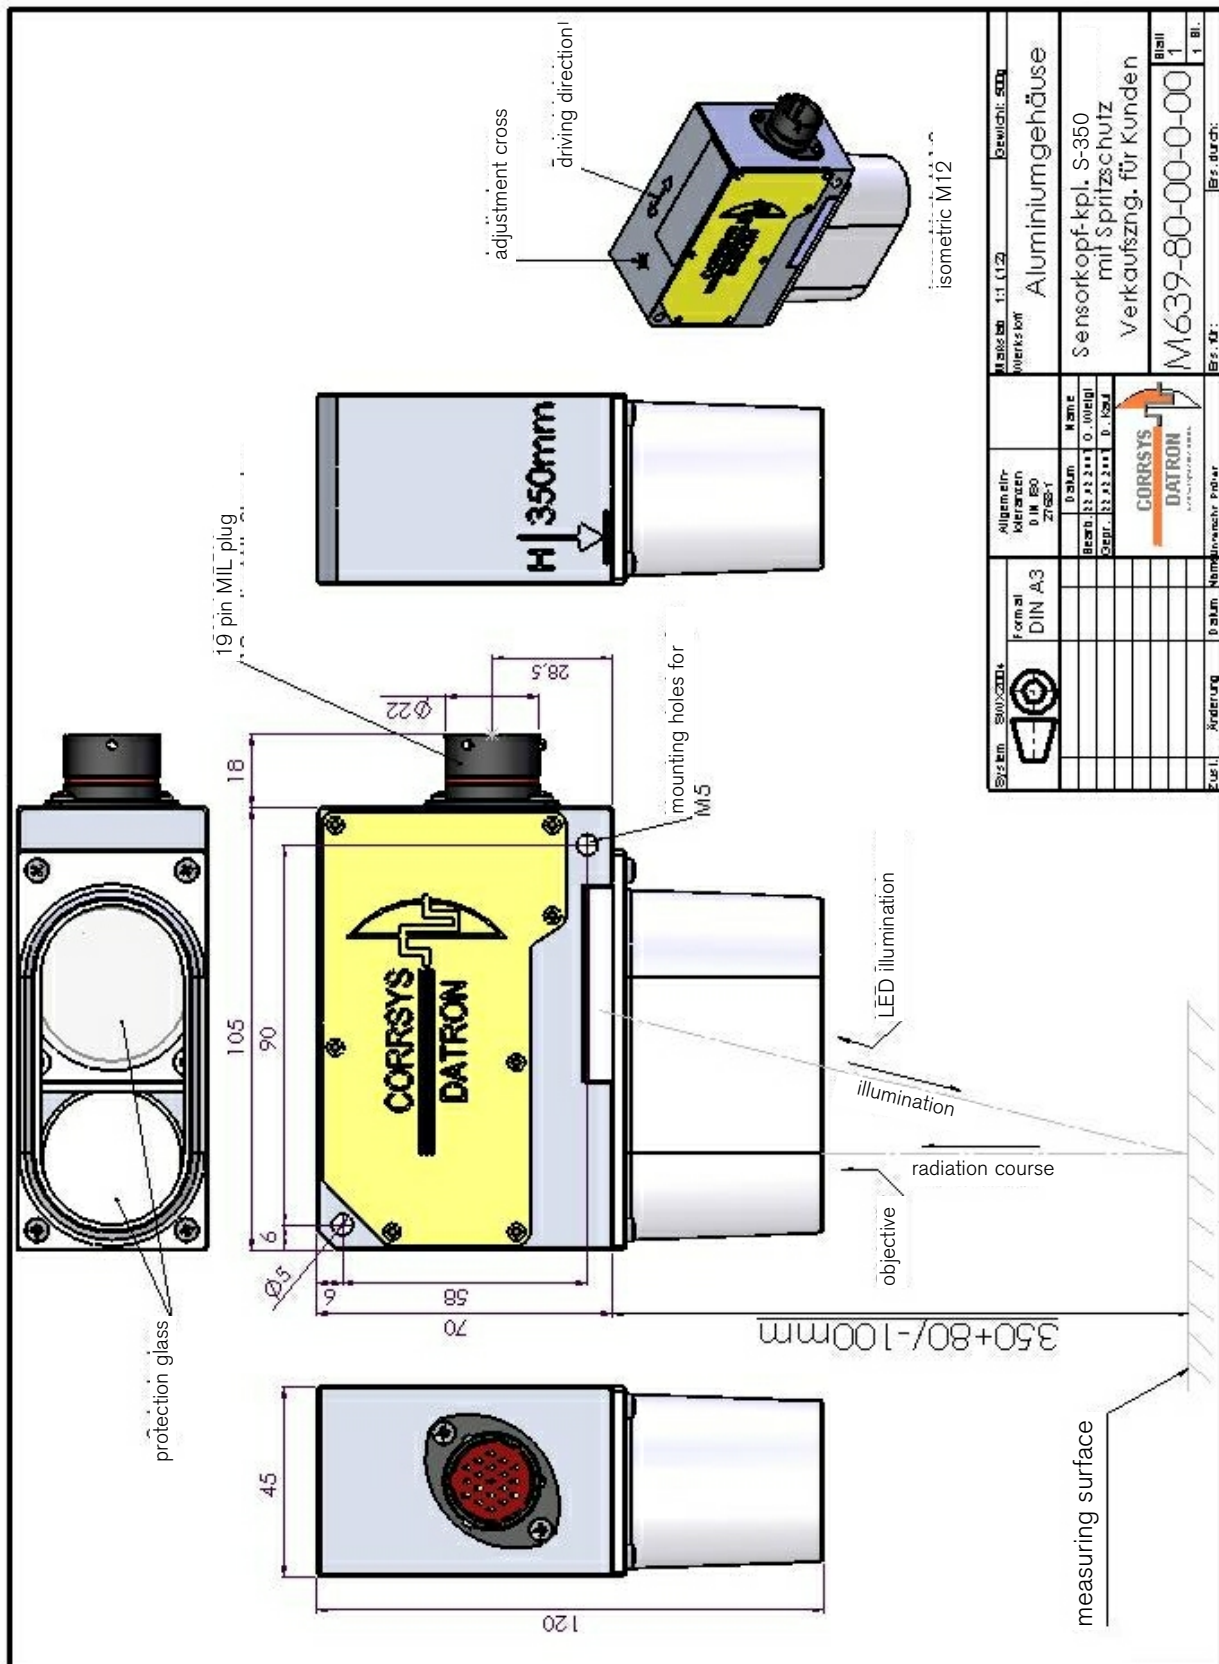 protection glass
105
90
6
18
Ø5
6
58
70
Ø22
28,5
19 pin MIL plug
mounting holes for
M5
CORRSYS
DATRON
H 350mm
adjustment cross
driving direction
isometric M12
45
120
LED illumination
illumination
radiation course
objective
350+80/-100mm
measuring surface
System
Format
DIN A3
Allgemein-
toleranzen
DIN ISO
2768-1
Maßstab 1:1 (1:2)
Gewicht: 500g
Werkstoff
Aluminiumgehäuse
Datum
Name
Bearb.
Gepr.
Sensorkopf-kpl. S-350
mit Spritzschutz
Verkaufszng. für Kunden
CORRSYS
DATRON
M639-80-00-0-00
Blatt
1
1 Bl.
Zust.
Änderung
Datum
Ers. für:
Ers. durch: